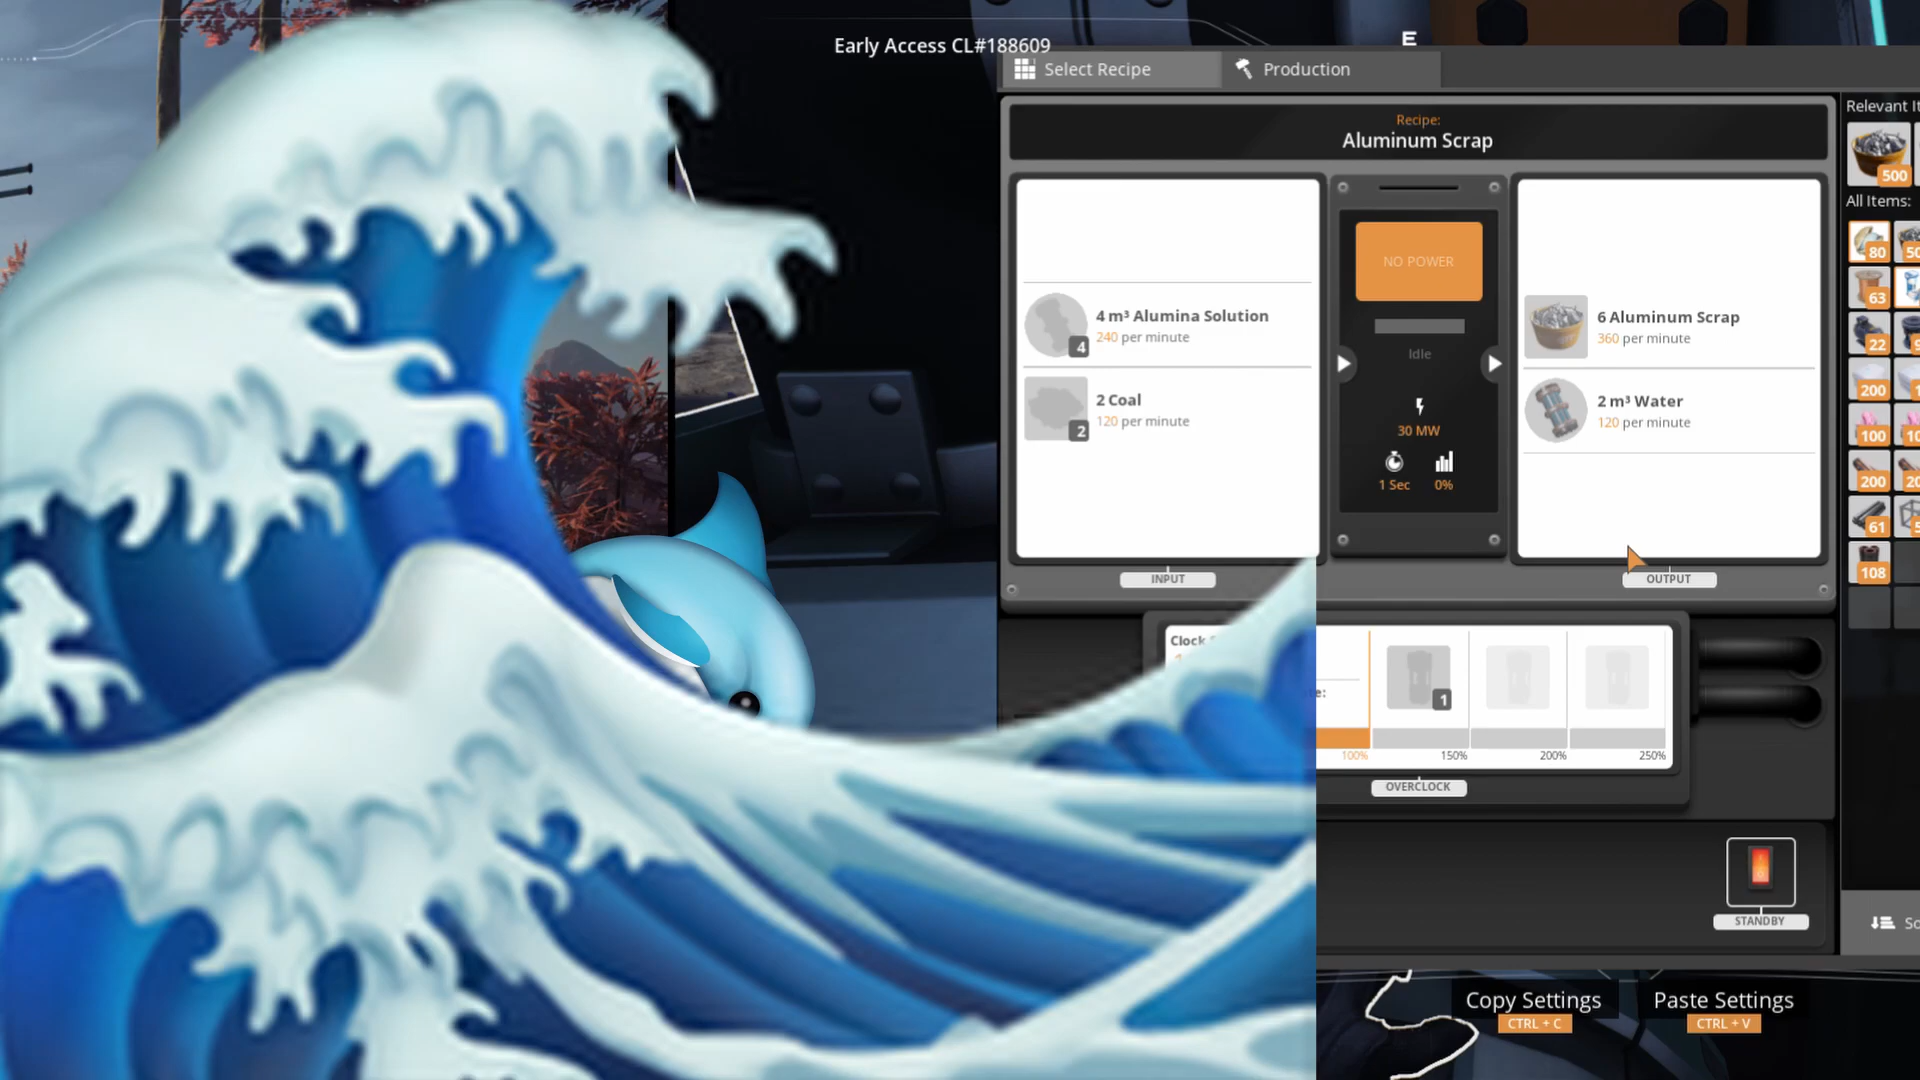 Early Access CL#188609
E
Select Recipe
Production
Recipe:
Aluminum Scrap
4 m³ Alumina Solution
240 per minute
4
2 Coal
120 per minute
2
INPUT
NO POWER
Idle
30 MW
1 Sec
0%
6 Aluminum Scrap
360 per minute
2 m³ Water
120 per minute
OUTPUT
Clock
1
100%
150%
200%
250%
OVERCLOCK
STANDBY
Relevant It
500
All Items:
80
63
22
200
100
200
61
108
Copy Settings
CTRL + C
Paste Settings
CTRL + V